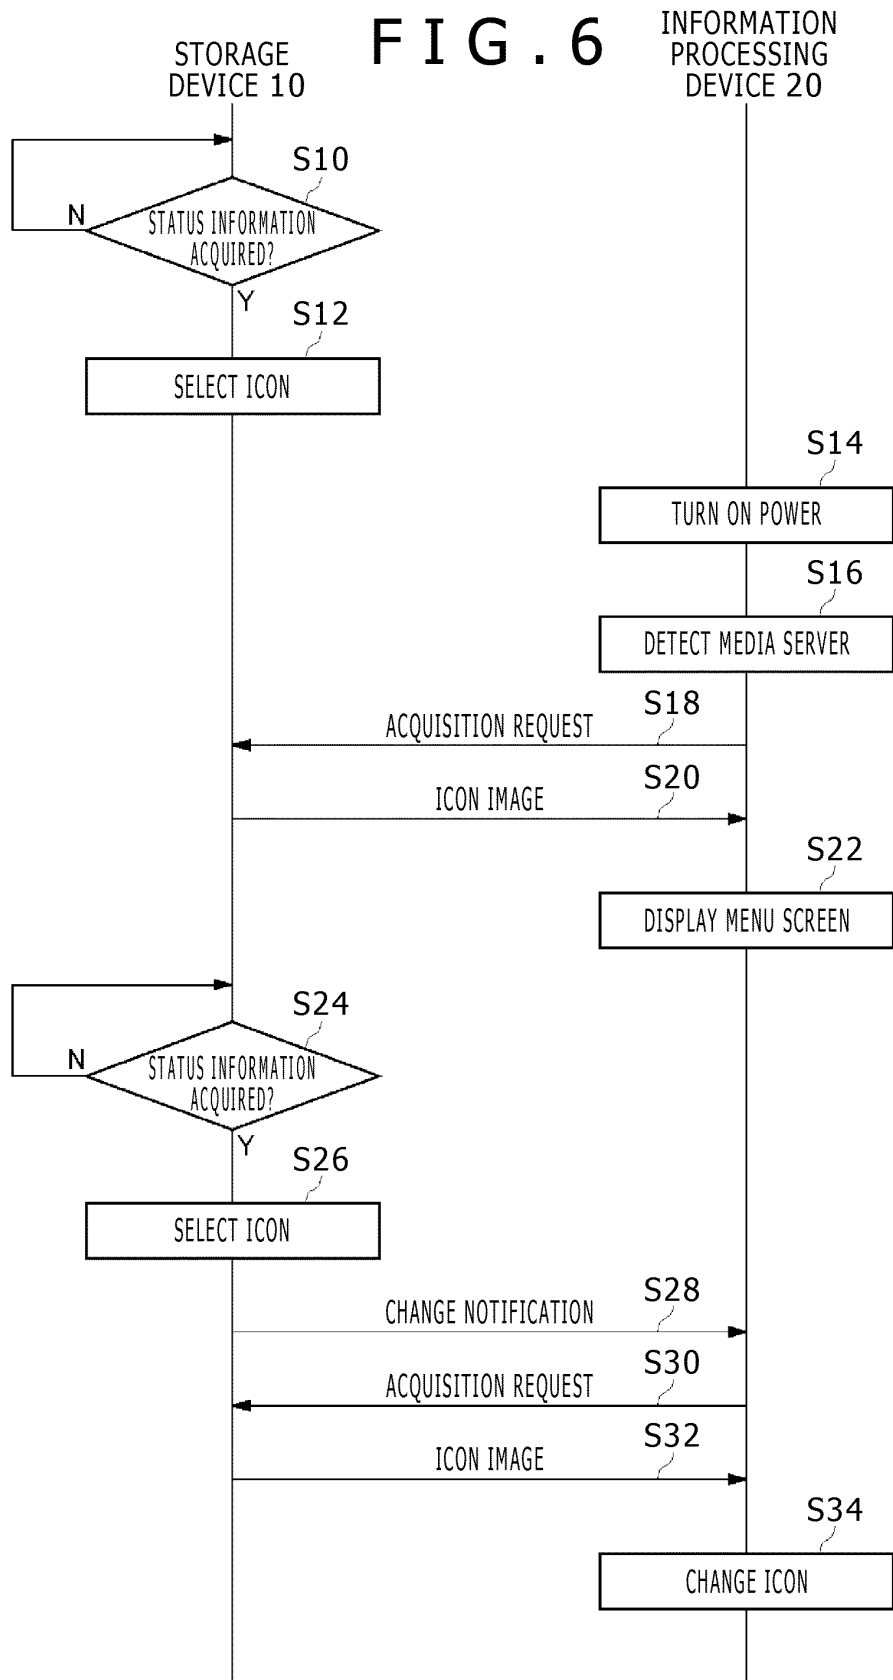 FIG.6
STORAGE
DEVICE 10
INFORMATION
PROCESSING
DEVICE 20
S10
N
STATUS INFORMATION
ACQUIRED?
Y
S12
SELECT ICON
S14
TURN ON POWER
S16
DETECT MEDIA SERVER
S18
ACQUISITION REQUEST
S20
ICON IMAGE
S22
DISPLAY MENU SCREEN
S24
N
STATUS INFORMATION
ACQUIRED?
Y
S26
SELECT ICON
S28
CHANGE NOTIFICATION
S30
ACQUISITION REQUEST
S32
ICON IMAGE
S34
CHANGE ICON